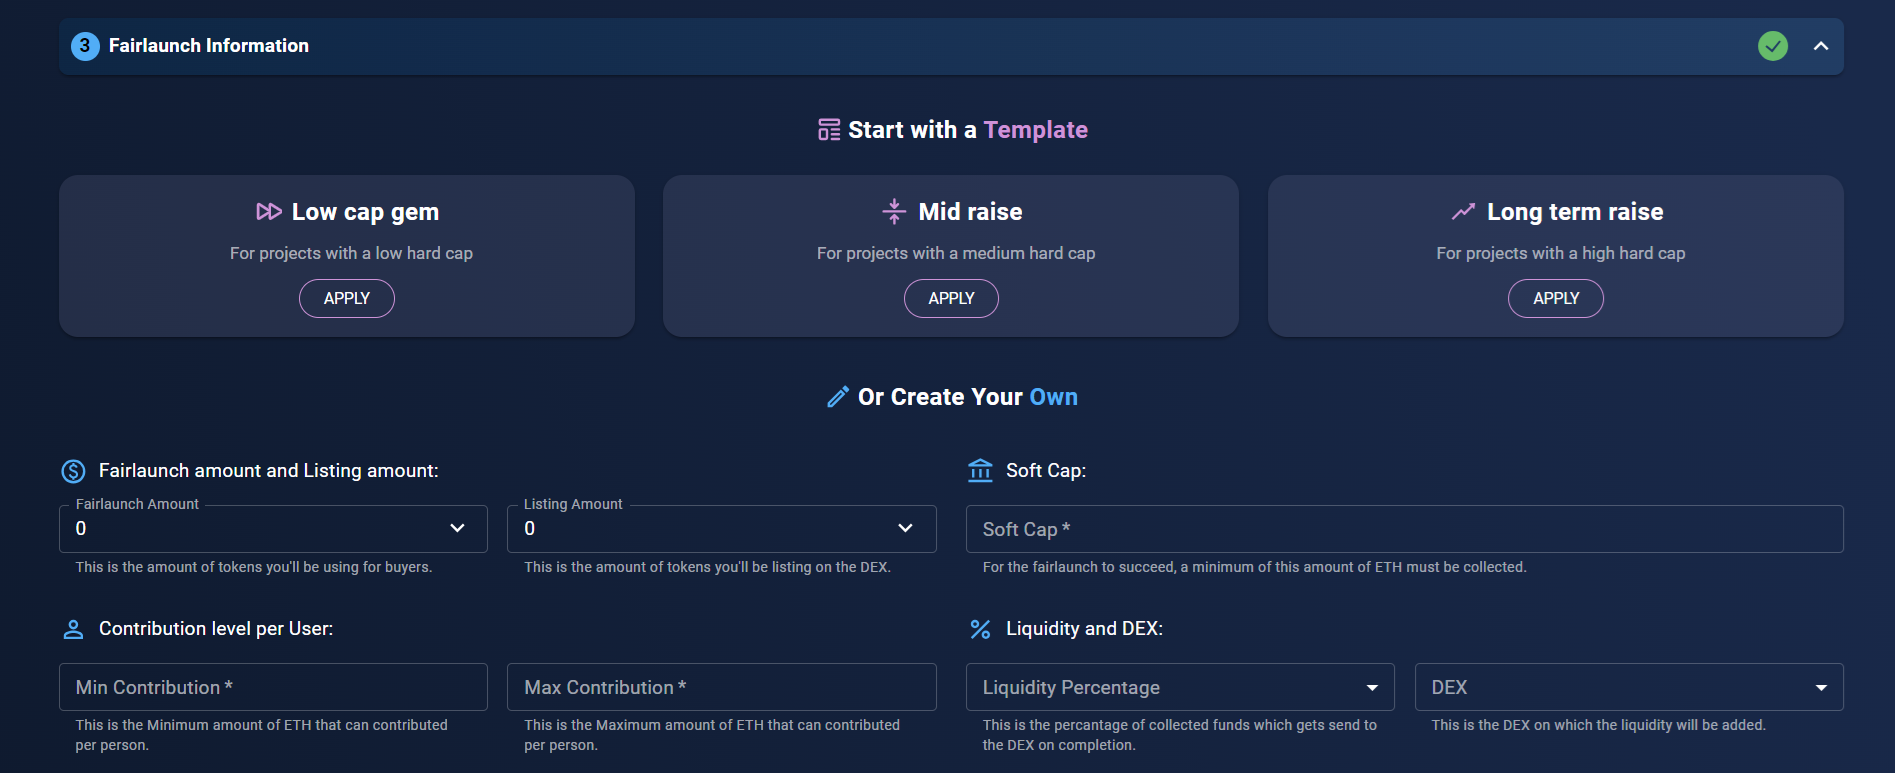 3 Fairlaunch Information
Start with a Template
Low cap gem
For projects with a low hard cap
APPLY
Mid raise
For projects with a medium hard cap
APPLY
Long term raise
For projects with a high hard cap
APPLY
Or Create Your Own
Fairlaunch amount and Listing amount:
Fairlaunch Amount
0
This is the amount of tokens you'll be using for buyers.
Listing Amount
0
This is the amount of tokens you'll be listing on the DEX.
Soft Cap:
Soft Cap *
For the fairlaunch to succeed, a minimum of this amount of ETH must be collected.
Contribution level per User:
Min Contribution *
This is the Minimum amount of ETH that can contributed
per person.
Max Contribution *
This is the Maximum amount of ETH that can contributed
per person.
Liquidity and DEX:
Liquidity Percentage
This is the percentage of collected funds which gets send to
the DEX on completion.
DEX
This is the DEX on which the liquidity will be added.